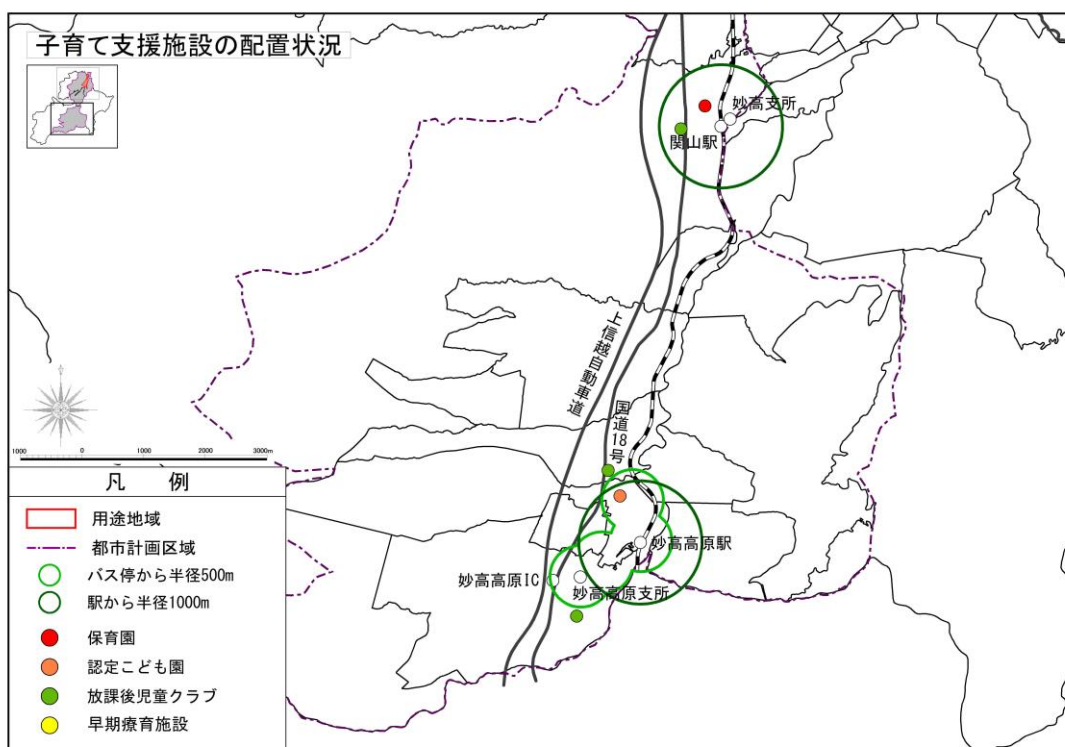 子育て支援施設の配置状況
妙高支所
関山駅
上信越自動車道
国道18号
妙高高原駅
妙高高原IC
妙高高原支所
1000 0 1000 2000 3000m
凡 例
用途地域
都市計画区域
バス停から半径500m
駅から半径1000m
保育園
認定こども園
放課後児童クラブ
早期療育施設